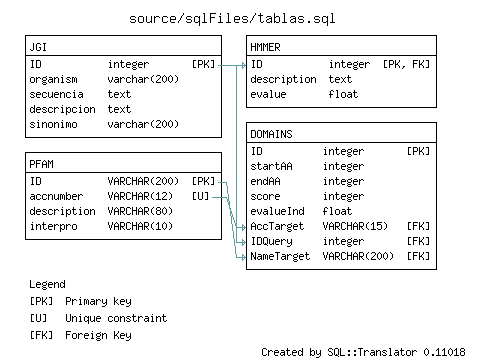 source/sqlFiles/tablas.sql
JGI
ID integer [PK]
organism varchar(200)
secuencia text
descripcion text
sinonimo varchar(200)
HMMER
ID integer [PK, FK]
description text
evalue float
DOMAINS
ID integer [PK]
startAA integer
endAA integer
score integer
evalueInd float
AccTarget VARCHAR(15) [FK]
IDQuery integer [FK]
NameTarget VARCHAR(200) [FK]
PFAM
ID VARCHAR(200) [PK]
accnumber VARCHAR(12) [U]
description VARCHAR(80)
interpro VARCHAR(10)
Legend
[PK] Primary key
[U] Unique constraint
[FK] Foreign Key
Created by SQL::Translator 0.11018